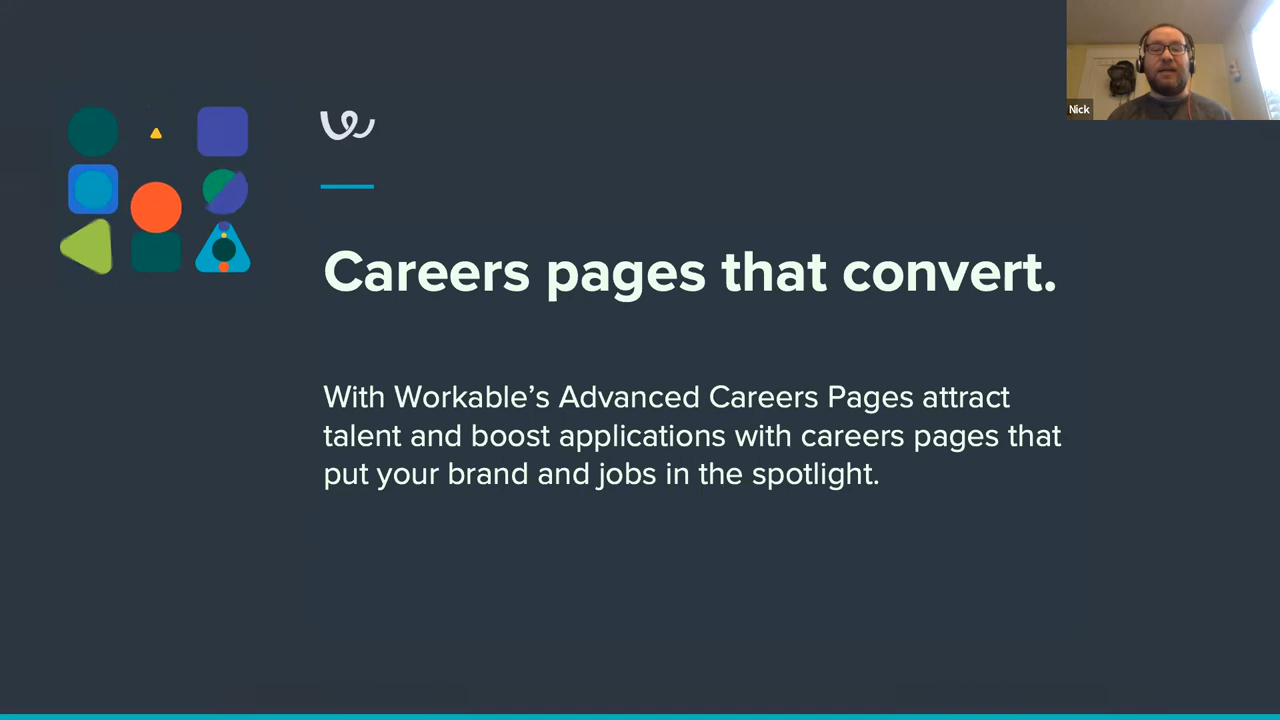 Nick
Careers pages that convert.
With Workable’s Advanced Careers Pages attract
talent and boost applications with careers pages that
put your brand and jobs in the spotlight.